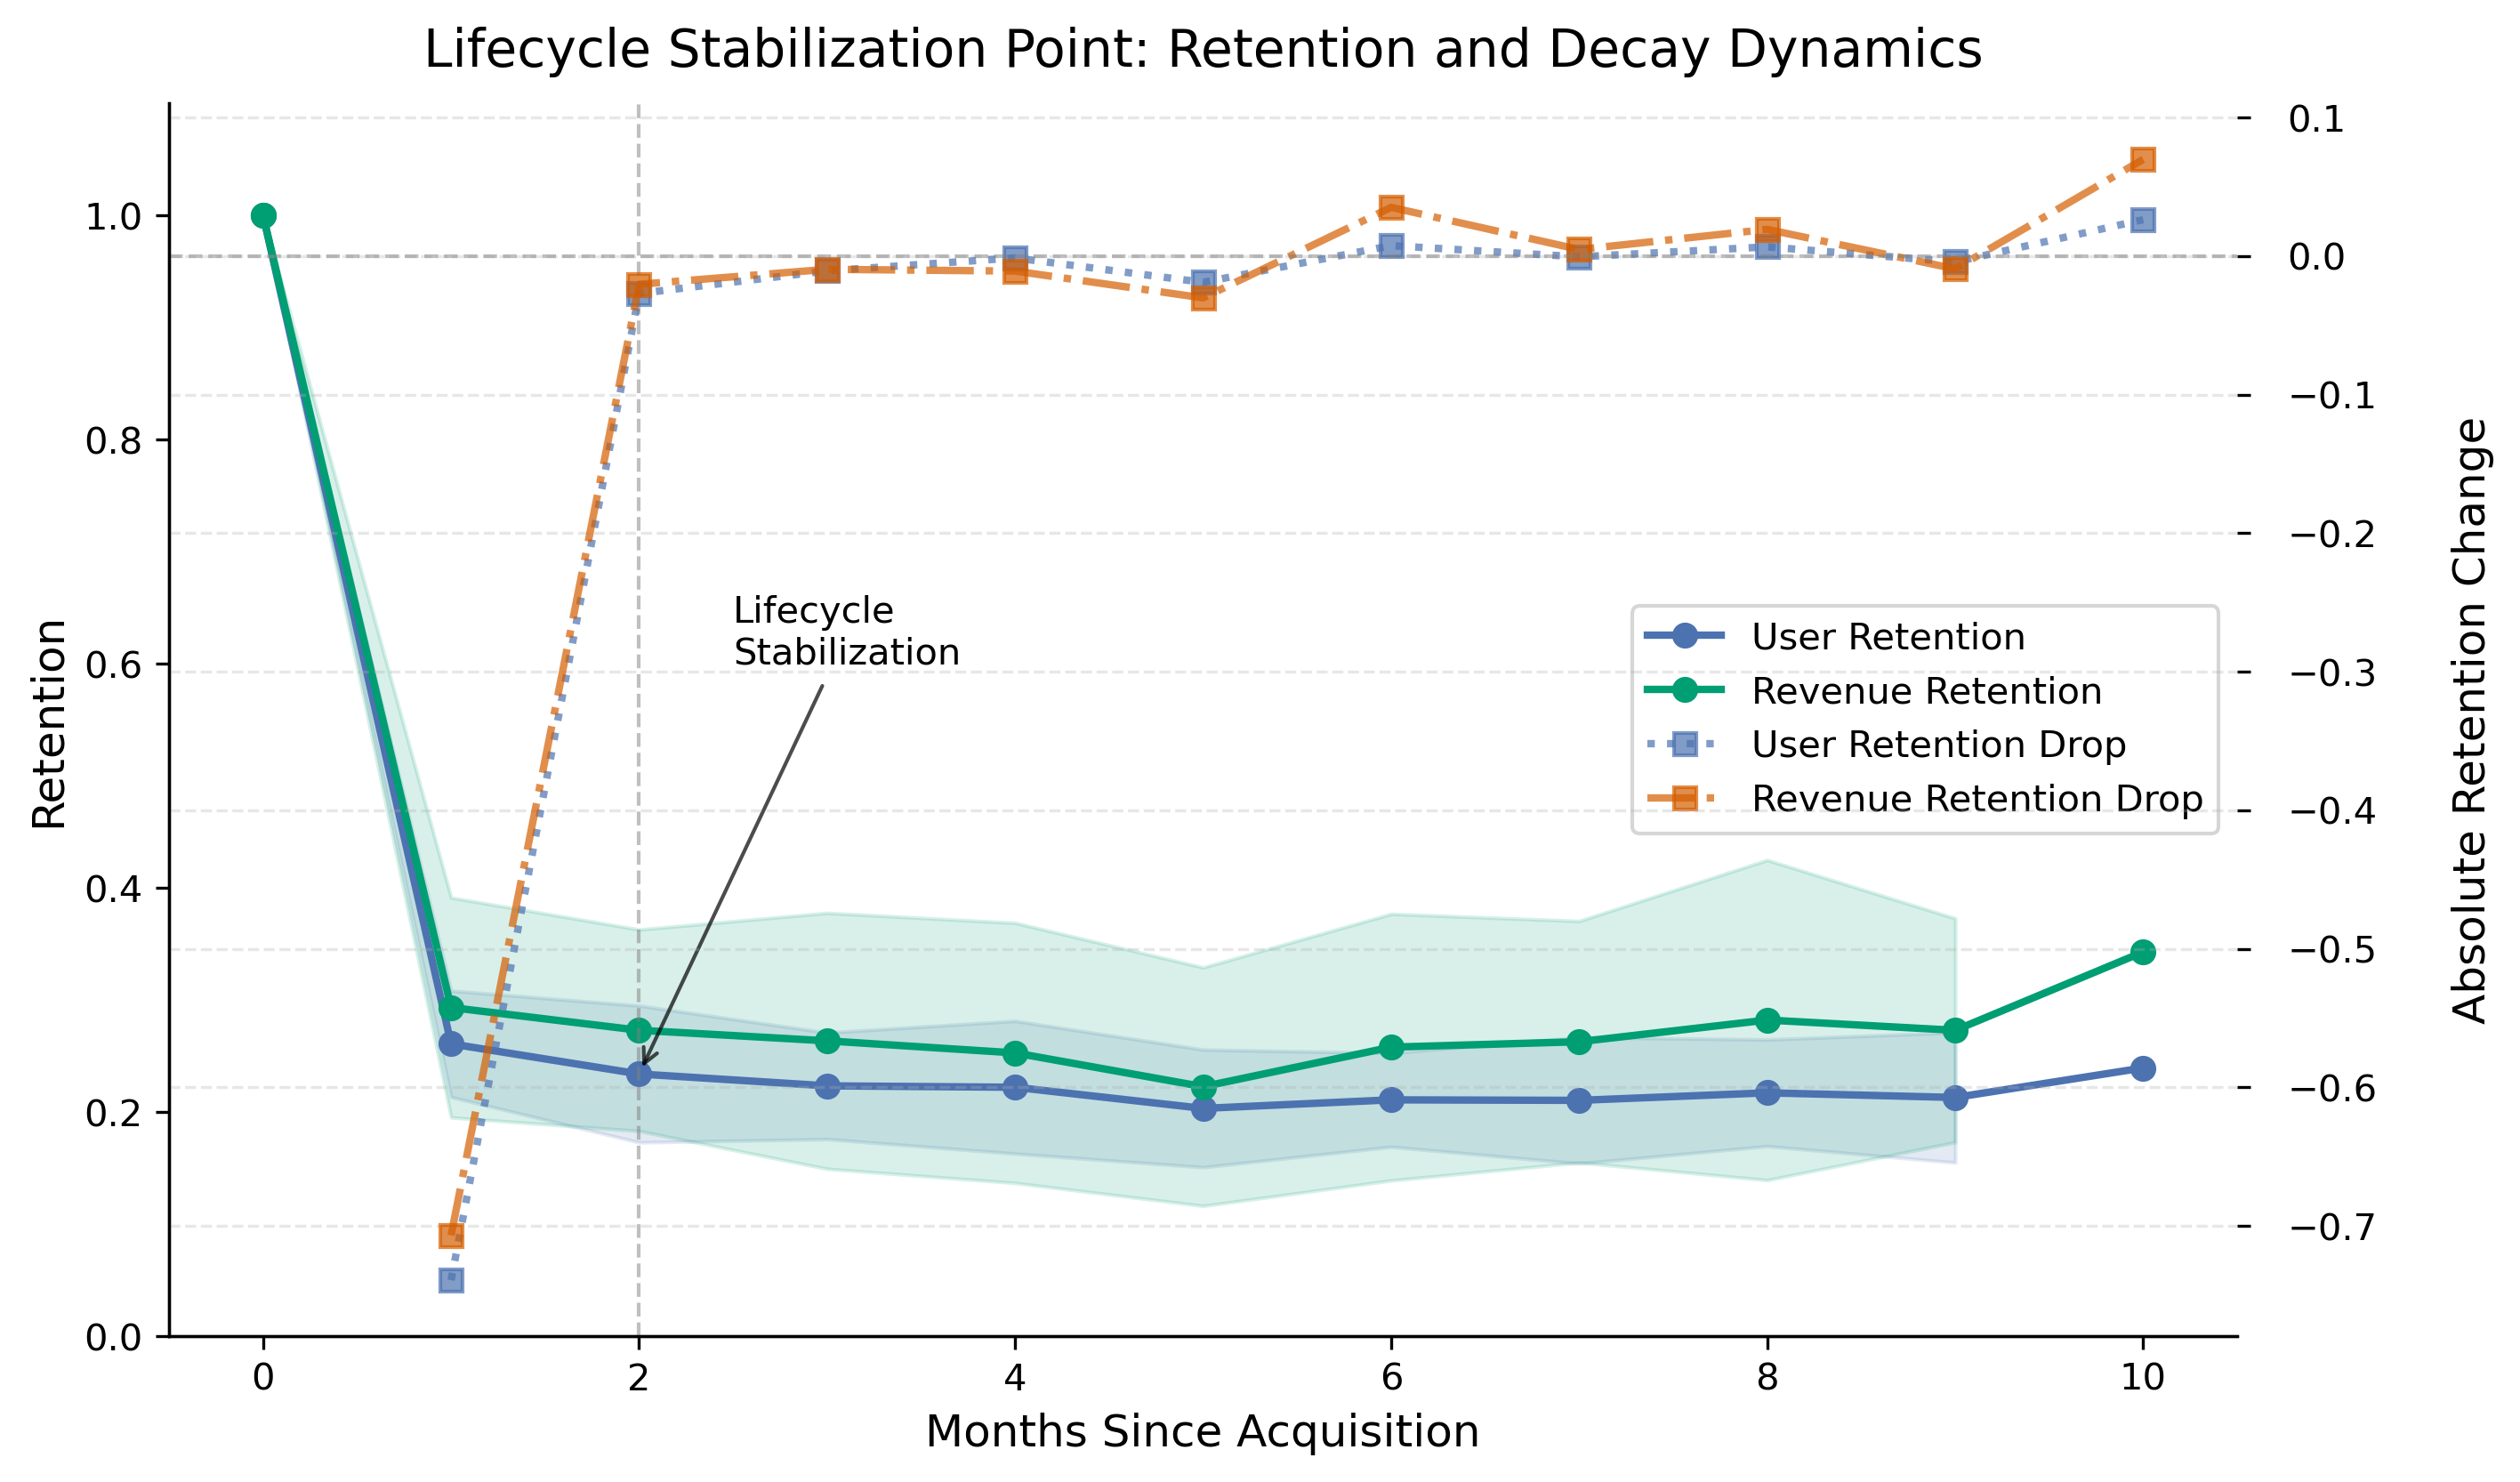 Lifecycle Stabilization Point: Retention and Decay Dynamics
Retention
1.0
0.8
0.6
0.4
0.2
0.0
Lifecycle
Stabilization
User Retention
Revenue Retention
User Retention Drop
Revenue Retention Drop
0.1
0.0
−0.1
−0.2
−0.3
−0.4
−0.5
−0.6
−0.7
Absolute Retention Change
0
2
4
6
8
10
Months Since Acquisition